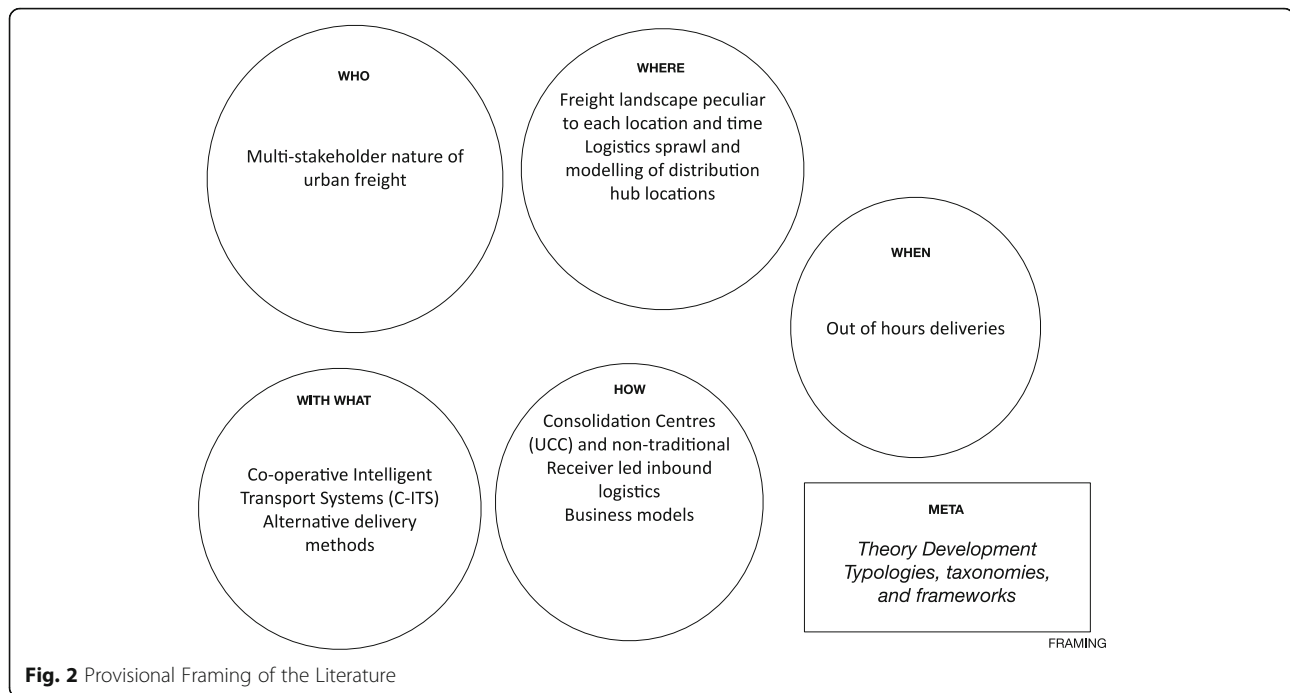 WHO
Multi-stakeholder nature of
urban freight
WHERE
Freight landscape peculiar
to each location and time
Logistics sprawl and
modelling of distribution
hub locations
WHEN
Out of hours deliveries
WITH WHAT
Co-operative Intelligent
Transport Systems (C-ITS)
Alternative delivery
methods
HOW
Consolidation Centres
(UCC) and non-traditional
Receiver led inbound
logistics
Business models
META
Theory Development
Typologies, taxonomies,
and frameworks
FRAMING
Fig. 2 Provisional Framing of the Literature